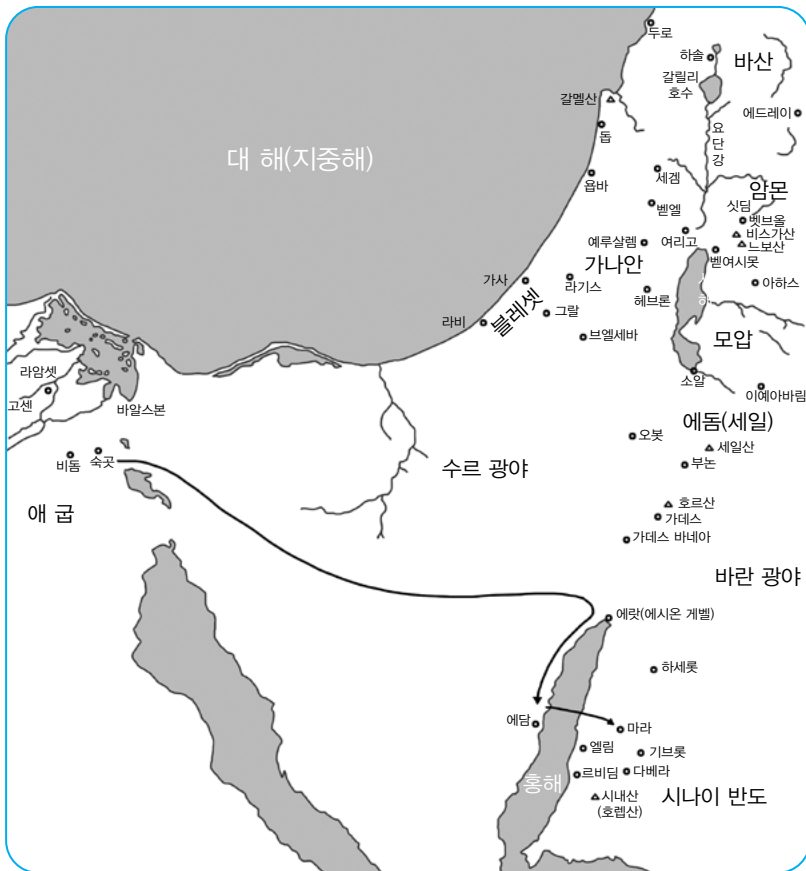 두로
하솔
바산
갈릴리
호수
갈멜산
에드레이
돕
요
단
강
대 해(지중해)
세겜
욥바
암몬
벧엘
싯딤
벳브올
비스가산
느보산
여리고
예루살렘
벧여시못
가나안
가사
라기스
아하스
헤브론
블레셋
그랄
라비
브엘세바
모압
소알
라암셋
이예아바림
고센
바알스본
에돔(세일)
오봇
세일산
숙곳
비돔
수르 광야
부논
애 굽
호르산
가데스
가데스 바네아
바란 광야
에랏(에시온 게벨)
하세롯
에담
마라
엘림
기브롯
르비딤
다베라
홍해
시내산
(호렙산)
시나이 반도